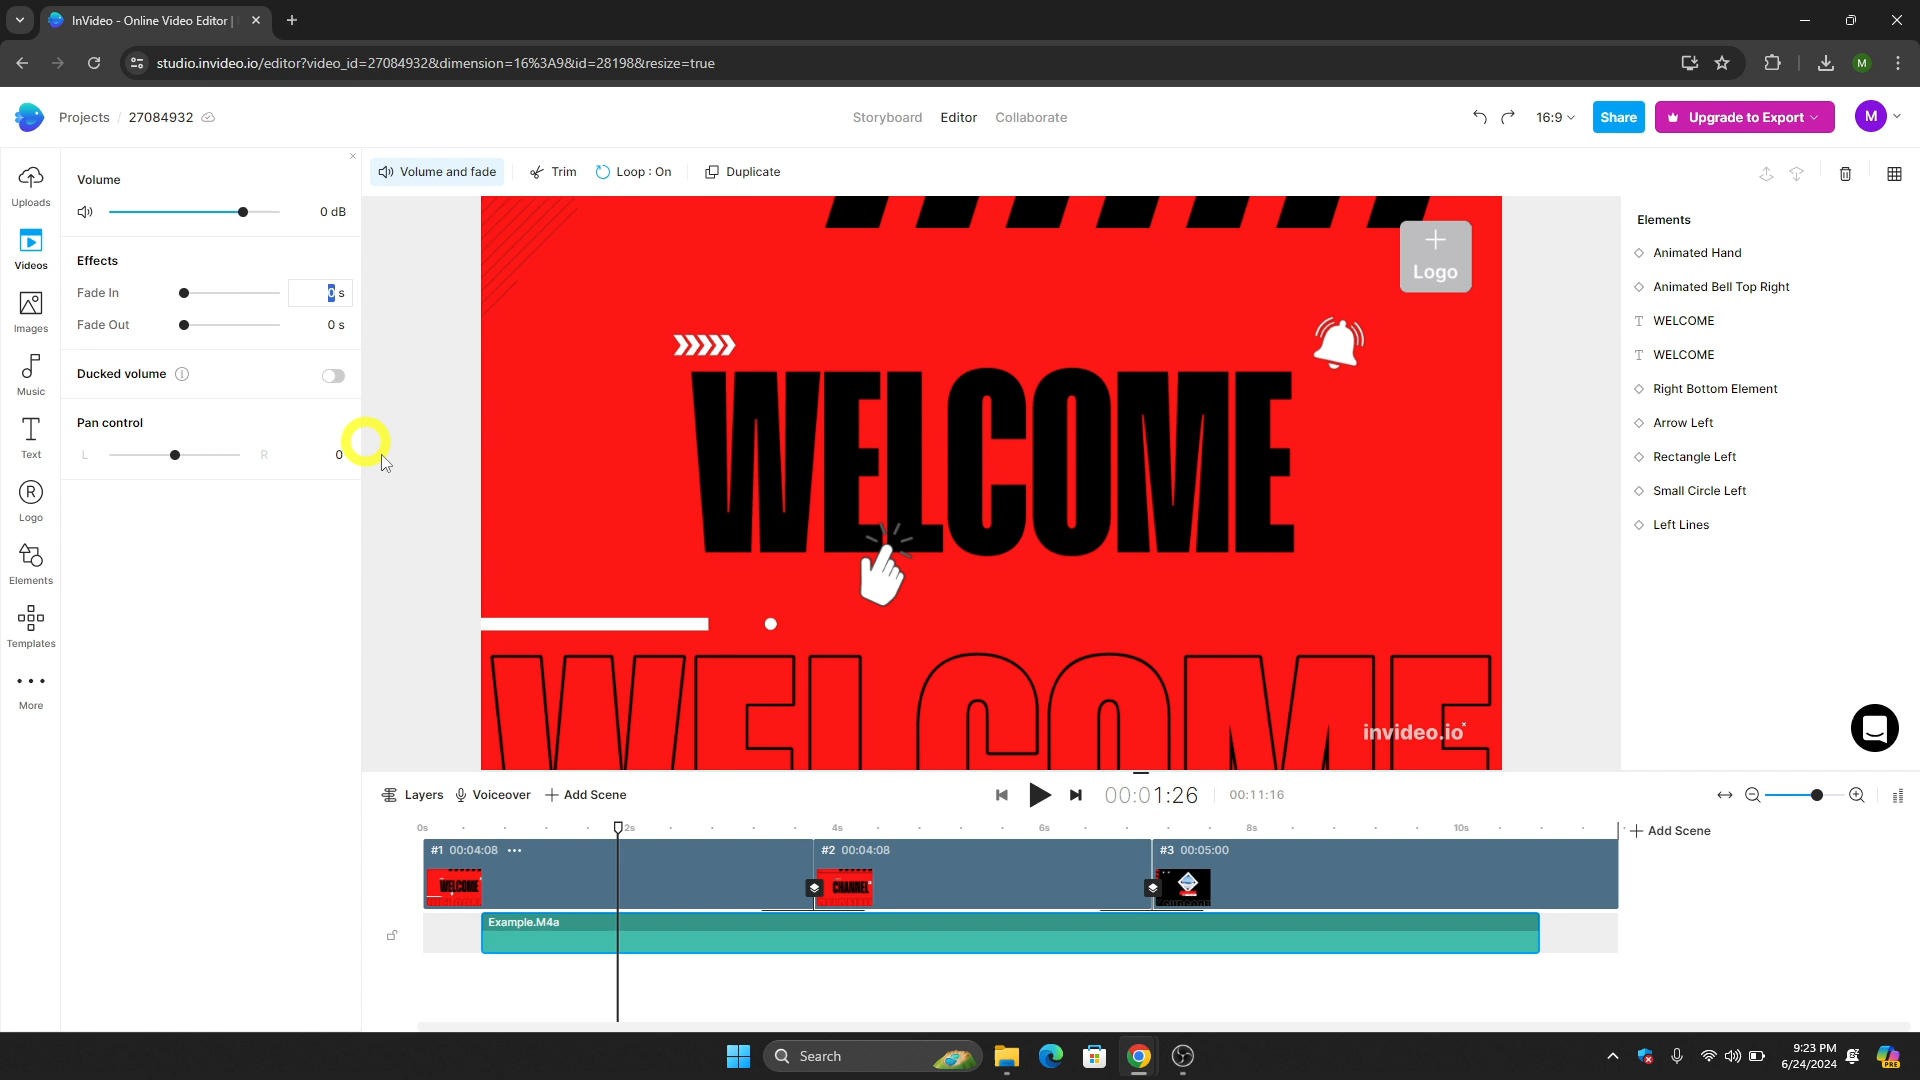 InVideo - Online Video Editor |
studio.invideo.io/editor?video_id=27084932&dimension=16%3A9&id=28198&resize=true
M
Projects / 27084932
Storyboard Editor Collaborate
16:9
Share
Upgrade to Export
M
Uploads
Videos
Images
Music
Text
Logo
Elements
Templates
More
Volume
0 dB
Effects
Fade In
0 s
Fade Out
0 s
Ducked volume
Pan control
L
R
0
Volume and fade
Trim
Loop : On
Duplicate
Logo
WELCOME
WELCOME
invideo.io
Elements
Animated Hand
Animated Bell Top Right
T WELCOME
T WELCOME
Right Bottom Element
Arrow Left
Rectangle Left
Small Circle Left
Left Lines
Layers
Voiceover
Add Scene
00:01:26
00:11:16
0s
2s
4s
6s
8s
10s
Add Scene
#1 00:04:08
#2 00:04:08
#3 00:05:00
WELCOME
CHANNEL
Example.M4a
Search
9:23 PM
6/24/2024
PRE